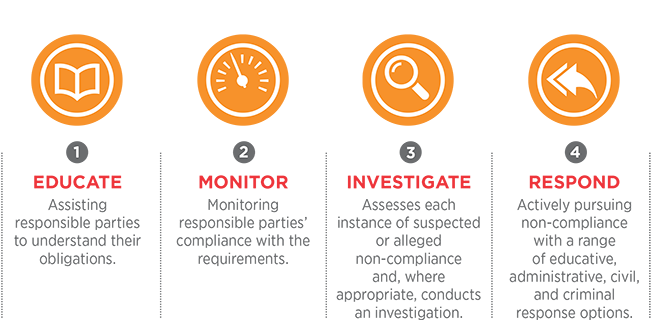 1
EDUCATE
Assisting
responsible parties
to understand their
obligations.
2
MONITOR
Monitoring
responsible parties’
compliance with the
requirements.
3
INVESTIGATE
Assesses each
instance of suspected
or alleged
non-compliance
and, where
appropriate, conducts
an investigation.
4
RESPOND
Actively pursuing
non-compliance
with a range
of educative,
administrative, civil,
and criminal
response options.